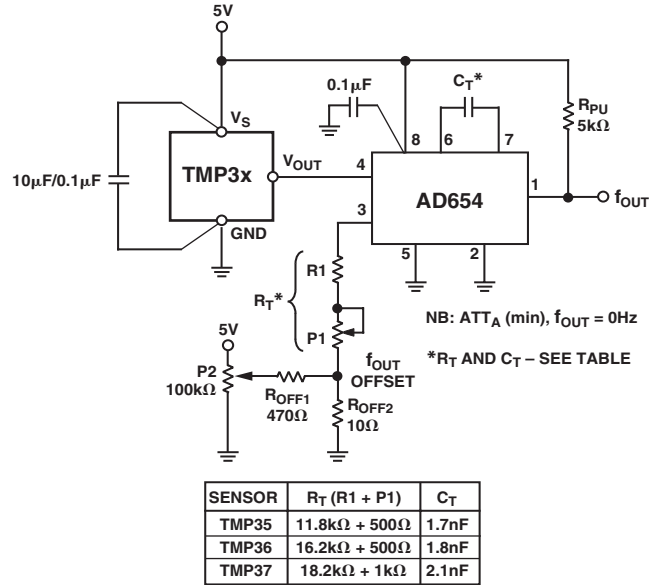 5V
0.1µF
C_T*
R_PU
5kΩ
V_S
8
6
7
TMP3x
V_OUT
4
AD654
1
f_OUT
10µF/0.1µF
GND
3
5
2
R1
R_T*
P1
NB: ATT_A (min), f_OUT = 0Hz
*R_T AND C_T – SEE TABLE
5V
P2
100kΩ
f_OUT
OFFSET
R_OFF1
470Ω
R_OFF2
10Ω
SENSOR R_T (R1 + P1) C_T
TMP35 11.8kΩ + 500Ω 1.7nF
TMP36 16.2kΩ + 500Ω 1.8nF
TMP37 18.2kΩ + 1kΩ 2.1nF